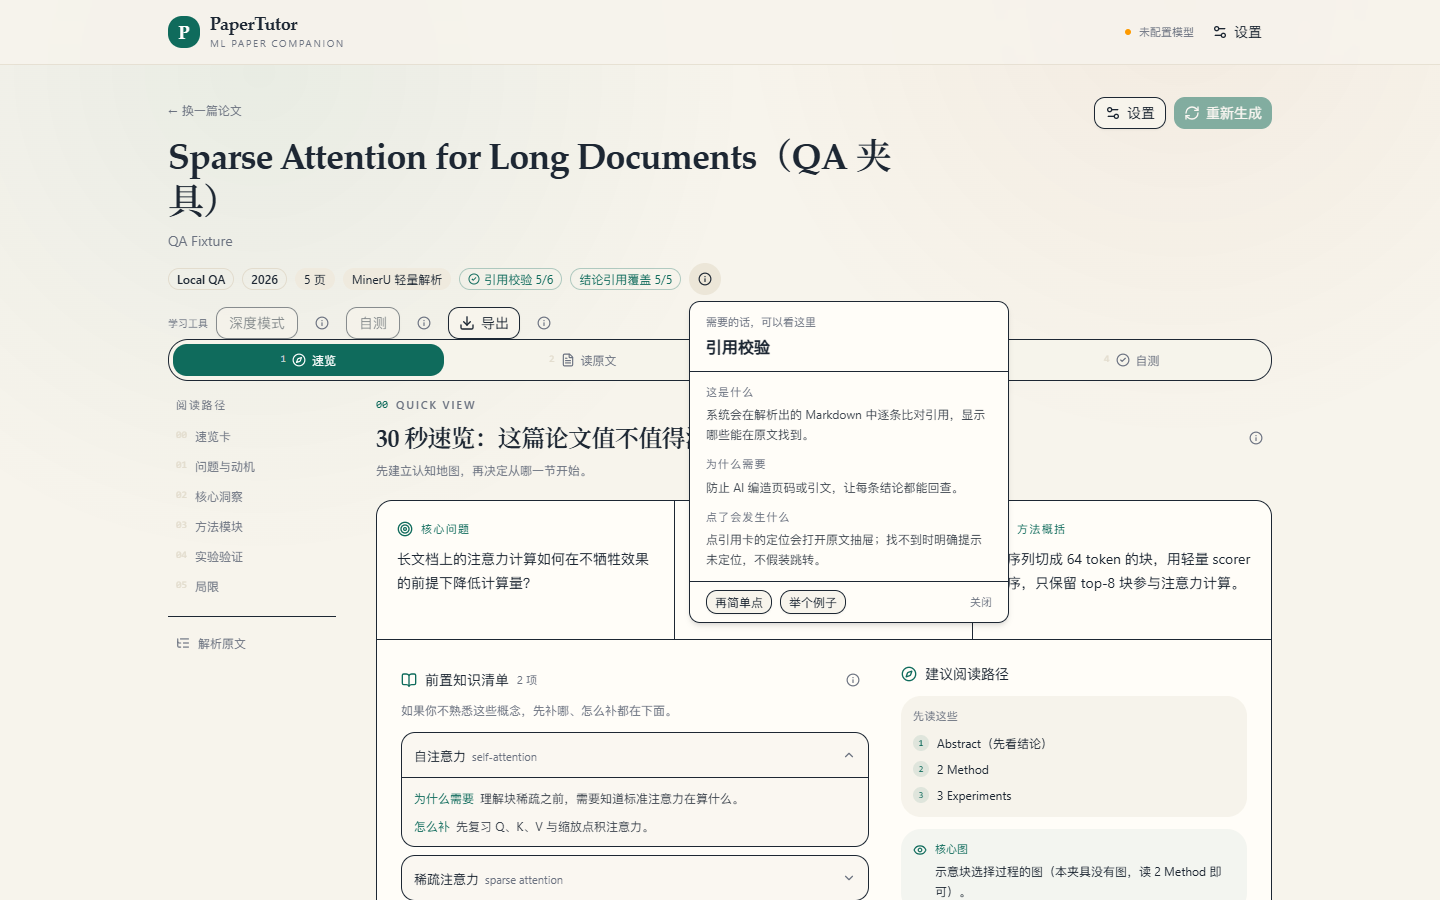 P
PaperTutor
ML PAPER COMPANION
未配置模型
设置
← 换一篇论文
设置
重新生成
Sparse Attention for Long Documents（QA 夹
具）
QA Fixture
Local QA
2026
5 页
MinerU 轻量解析
引用校验 5/6
结论引用覆盖 5/5
学习工具
深度模式
自测
导出
1 速览
2 读原文
4 自测
需要的话，可以看这里
引用校验
这是什么
系统会在解析出的 Markdown 中逐条比对引用，显示
哪些能在原文找到。
为什么需要
防止 AI 编造页码或引文，让每条结论都能回查。
点了会发生什么
点引用卡的定位会打开原文抽屉；找不到时明确提示
未定位，不假装跳转。
再简单点
举个例子
关闭
阅读路径
00 速览卡
01 问题与动机
02 核心洞察
03 方法模块
04 实验验证
05 局限
解析原文
00 QUICK VIEW
30 秒速览：这篇论文值不值得
先建立认知地图，再决定从哪一节开始。
核心问题
长文档上的注意力计算如何在不牺牲效果
的前提下降低计算量？
方法概括
序列切成 64 token 的块，用轻量 scorer
序，只保留 top-8 块参与注意力计算。
前置知识清单 2 项
如果你不熟悉这些概念，先补哪、怎么补都在下面。
自注意力 self-attention
为什么需要 理解块稀疏之前，需要知道标准注意力在算什么。
怎么补 先复习 Q、K、V 与缩放点积注意力。
稀疏注意力 sparse attention
建议阅读路径
先读这些
1 Abstract（先看结论）
2 2 Method
3 3 Experiments
核心图
示意块选择过程的图（本夹具没有图，读 2 Method 即
可）。